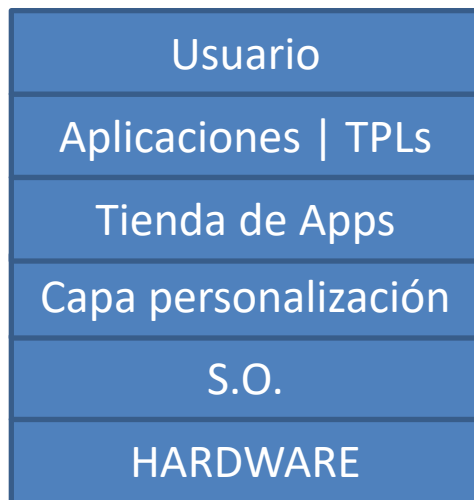 Usuario
Aplicaciones | TPLs
Tienda de Apps
Capa personalización
S.O.
HARDWARE